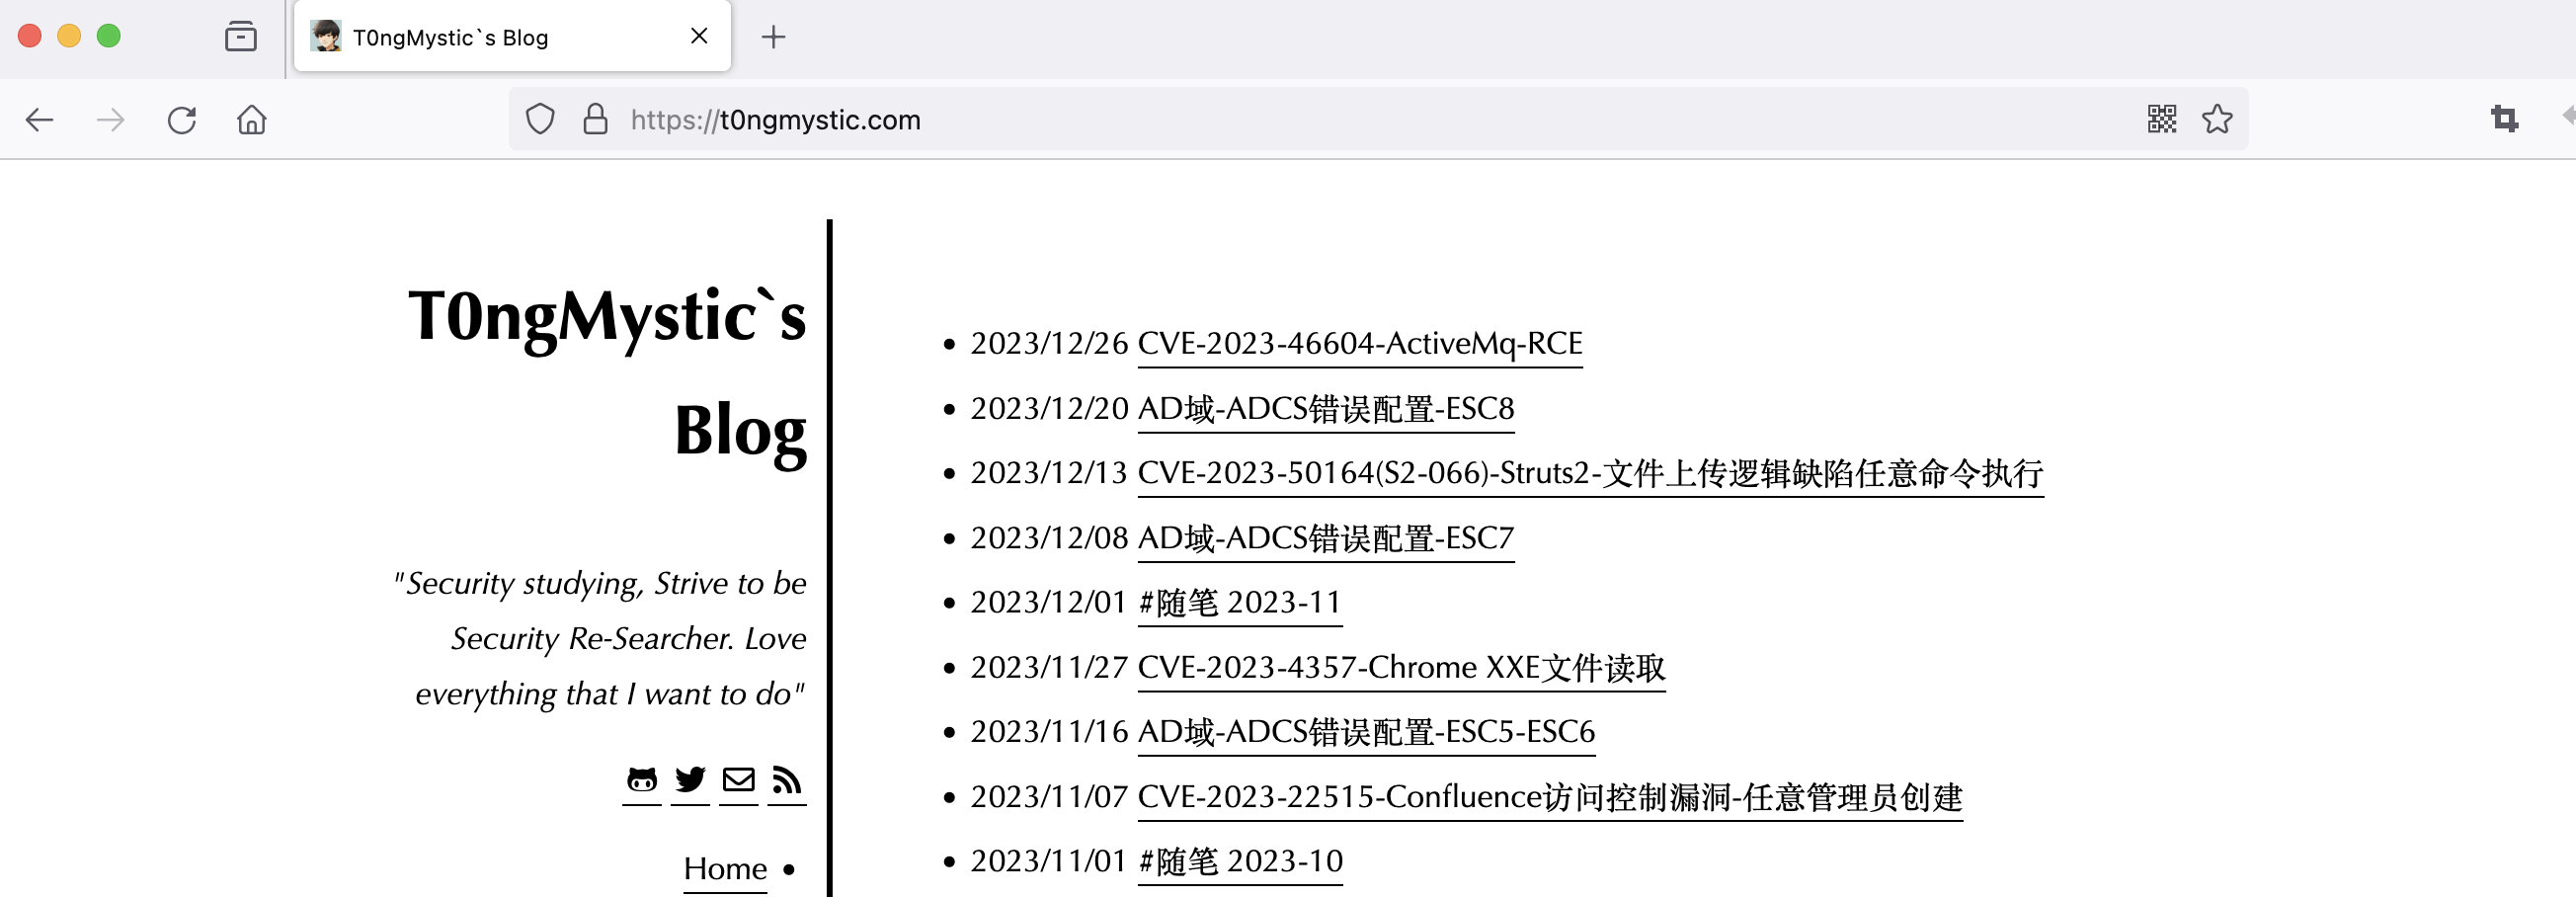 T0ngMystic`s Blog
https://t0ngmystic.com
T0ngMystic`s
Blog
"Security studying, Strive to be
Security Re-Searcher. Love
everything that I want to do"
Home
2023/12/26 CVE-2023-46604-ActiveMq-RCE
2023/12/20 AD域-ADCS错误配置-ESC8
2023/12/13 CVE-2023-50164(S2-066)-Struts2-文件上传逻辑缺陷任意命令执行
2023/12/08 AD域-ADCS错误配置-ESC7
2023/12/01 #随笔 2023-11
2023/11/27 CVE-2023-4357-Chrome XXE文件读取
2023/11/16 AD域-ADCS错误配置-ESC5-ESC6
2023/11/07 CVE-2023-22515-Confluence访问控制漏洞-任意管理员创建
2023/11/01 #随笔 2023-10